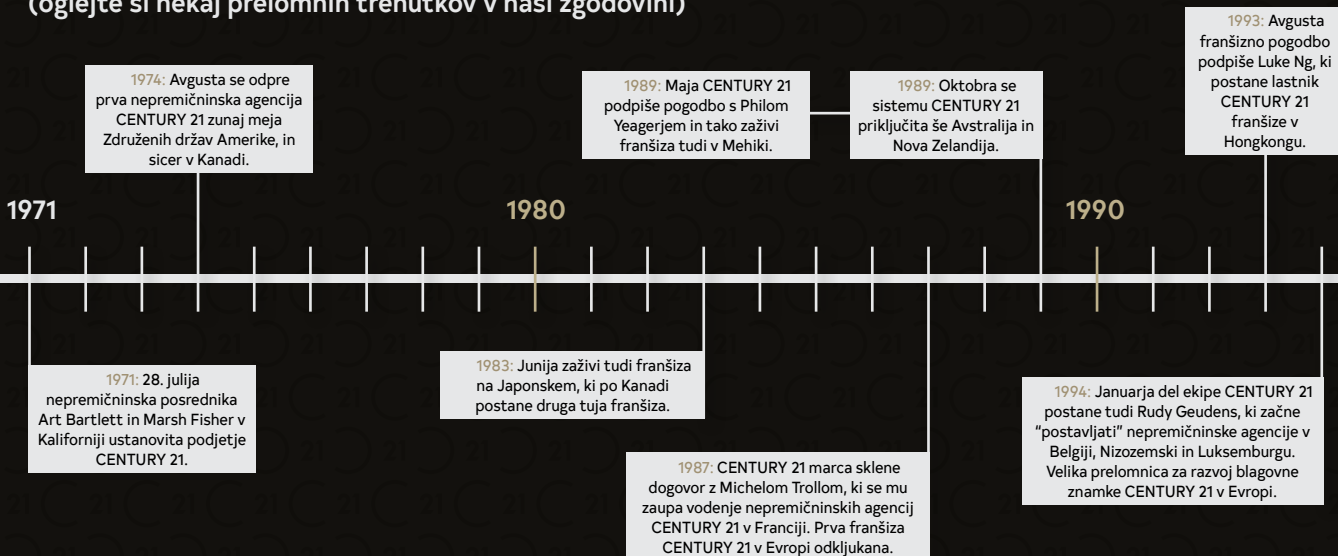 (oglejte si nekaj prelomnih trenutkov v naši zgodovini)
1993: Avgusta
franšizno pogodbo
podpiše Luke Ng, ki
postane lastnik
CENTURY 21
franšize v
Hongkongu.
1974: Avgusta se odpre
prva nepremičninska agencija
CENTURY 21 zunaj meja
Združenih držav Amerike, in
sicer v Kanadi.
1989: Maja CENTURY 21
podpiše pogodbo s Philom
Yeagerjem in tako zaživi
franšiza tudi v Mehiki.
1989: Oktobra se
sistemu CENTURY 21
priključita še Avstralija in
Nova Zelandija.
1971
1980
1990
1971: 28. julija
nepremičninska posrednika
Art Bartlett in Marsh Fisher v
Kaliforniji ustanovita podjetje
CENTURY 21.
1983: Junija zaživi tudi franšiza
na Japonskem, ki po Kanadi
postane druga tuja franšiza.
1987: CENTURY 21 marca sklene
dogovor z Michelom Trollom, ki se mu
zaupa vodenje nepremičninskih agencij
CENTURY 21 v Franciji. Prva franšiza
CENTURY 21 v Evropi odkljukana.
1994: Januarja del ekipe CENTURY 21
postane tudi Rudy Geudens, ki začne
"postavljati" nepremičninske agencije v
Belgiji, Nizozemski in Luksemburgu.
Velika prelomnica za razvoj blagovne
znamke CENTURY 21 v Evropi.